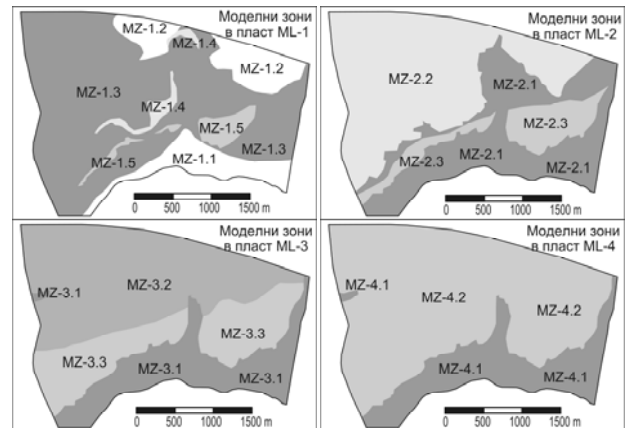 Моделни зони
в пласт ML-1
MZ-1.2
MZ-1.4
MZ-1.2
MZ-1.3
MZ-1.4
MZ-1.5
MZ-1.5
MZ-1.3
MZ-1.1
0 500 1000 1500 m
Моделни зони
в пласт ML-2
MZ-2.2
MZ-2.1
MZ-2.3
MZ-2.3
MZ-2.1
MZ-2.1
0 500 1000 1500 m
Моделни зони
в пласт ML-3
MZ-3.1
MZ-3.2
MZ-3.3
MZ-3.3
MZ-3.1
MZ-3.1
0 500 1000 1500 m
Моделни зони
в пласт ML-4
MZ-4.1
MZ-4.2
MZ-4.2
MZ-4.1
MZ-4.1
0 500 1000 1500 m